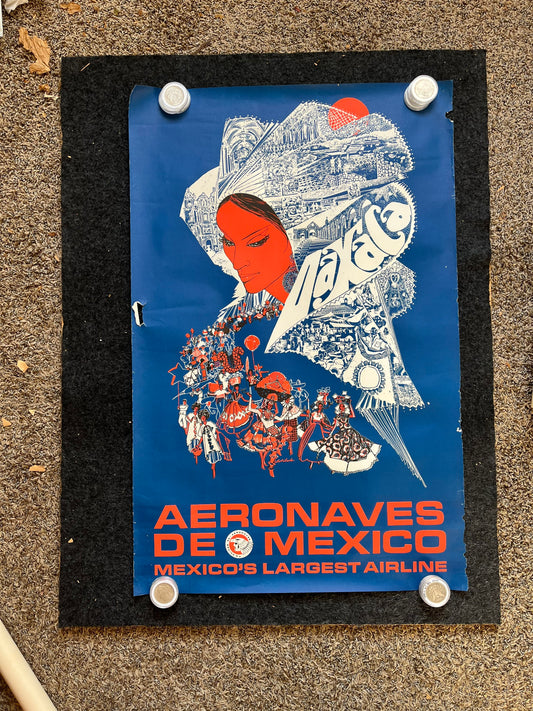 Oaxaca
AERONAVES
DE MEXICO
MEXICO'S LARGEST AIRLINE